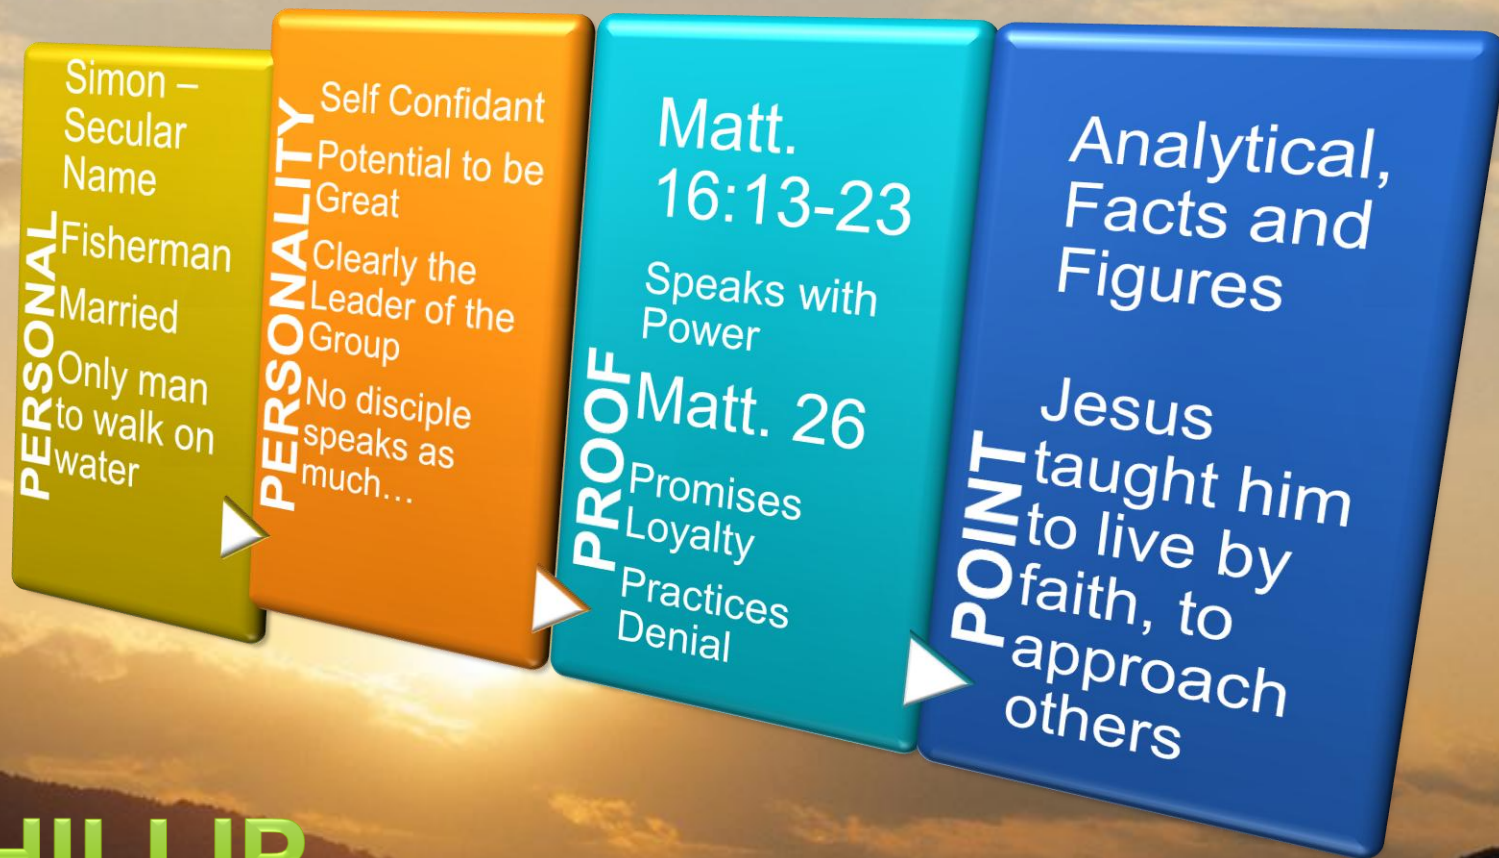 PERSONAL
Simon –
Secular
Name
Fisherman
Married
Only man
to walk on
water
PERSONALITY
Self Confidant
Potential to be
Great
Clearly the
Leader of the
Group
No disciple
speaks as
much…
PROOF
Matt.
16:13-23
Speaks with
Power
Matt. 26
Promises
Loyalty
Practices
Denial
POINT
Analytical,
Facts and
Figures
Jesus
taught him
to live by
faith, to
approach
others
HILLIP